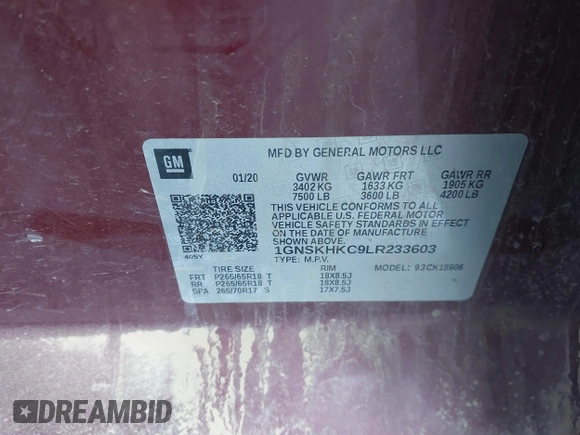 GM
MFD BY GENERAL MOTORS LLC
01/20 GVWR GAWR FRT GAWR RR
3402 KG 1633 KG 1905 KG
7500 LB 3600 LB 4200 LB
THIS VEHICLE CONFORMS TO ALL
APPLICABLE U.S. FEDERAL MOTOR
VEHICLE SAFETY STANDARDS IN
EFFECT ON THE DATE OF
MANUFACTURE SHOWN ABOVE.
1GNSKHKC9LR233603
405Y TYPE: M.P.V. MODEL: 93CK15906
TIRE SIZE RIM
FRT P265/65R18 T 18X8.5J
RR P265/65R18 T 18X8.5J
SPA 265/70R17 S 17X7.5J
DREAMBID